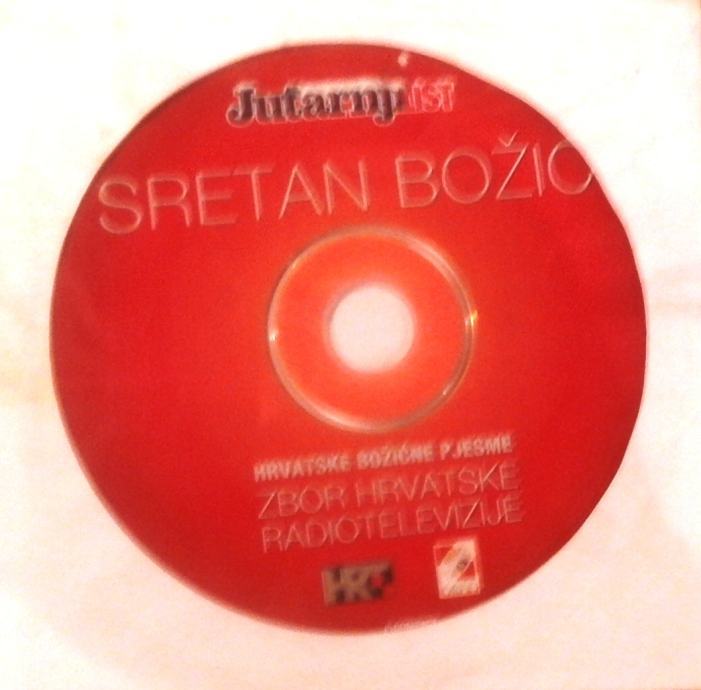 Jutarnji LIST
SRETAN BOŽIĆ
HRVATSKE BOŽIĆNE PJESME
ZBOR HRVATSKE
RADIOTELEVIZIJE
HRT